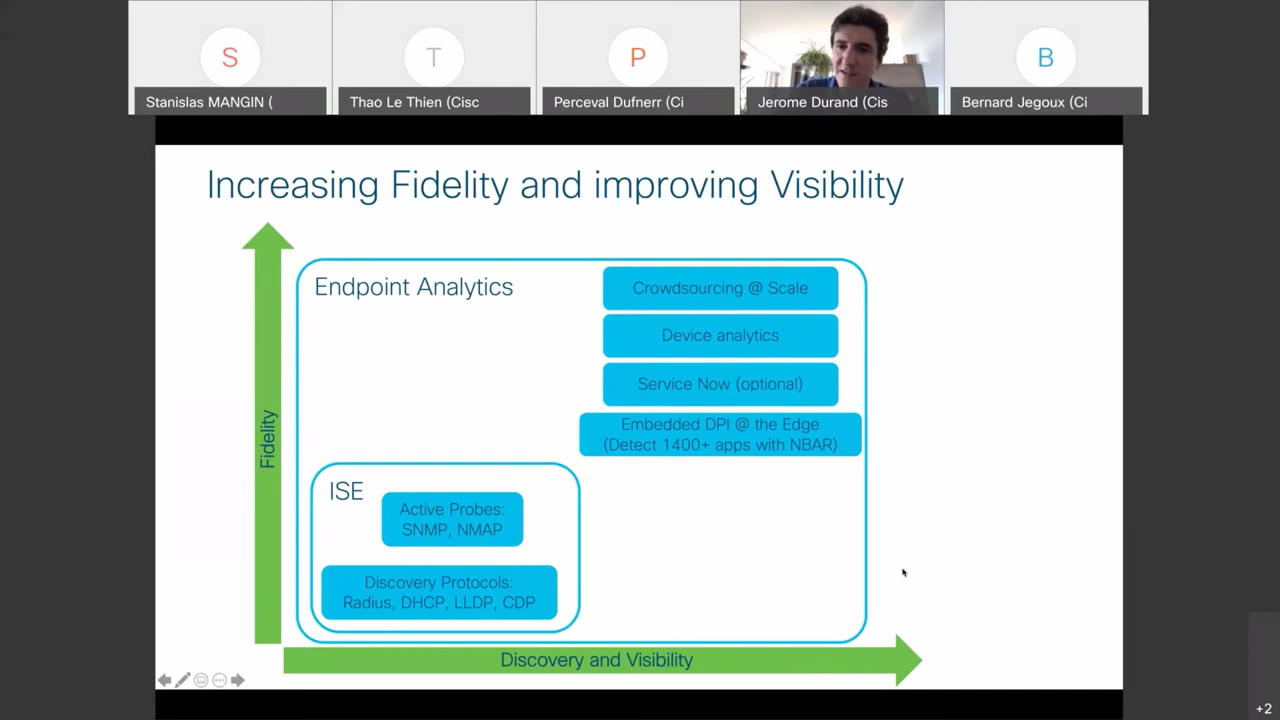 S
T
P
B
Stanislas MANGIN (
Thao Le Thien (Cisc
Perceval Dufnerr (Ci
Jerome Durand (Cis
Bernard Jegoux (Ci
Increasing Fidelity and improving Visibility
Endpoint Analytics
Crowdsourcing @ Scale
Device analytics
Service Now (optional)
Embedded DPI @ the Edge
(Detect 1400+ apps with NBAR)
Fidelity
ISE
Active Probes:
SNMP, NMAP
Discovery Protocols:
Radius, DHCP, LLDP, CDP
Discovery and Visibility
+2